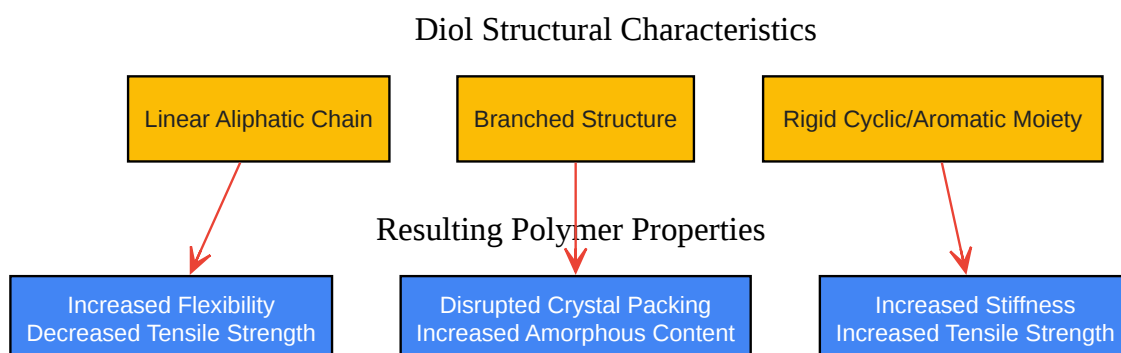 Diol Structural Characteristics
Linear Aliphatic Chain
Branched Structure
Rigid Cyclic/Aromatic Moiety
Resulting Polymer Properties
Increased Flexibility
Decreased Tensile Strength
Disrupted Crystal Packing
Increased Amorphous Content
Increased Stiffness
Increased Tensile Strength